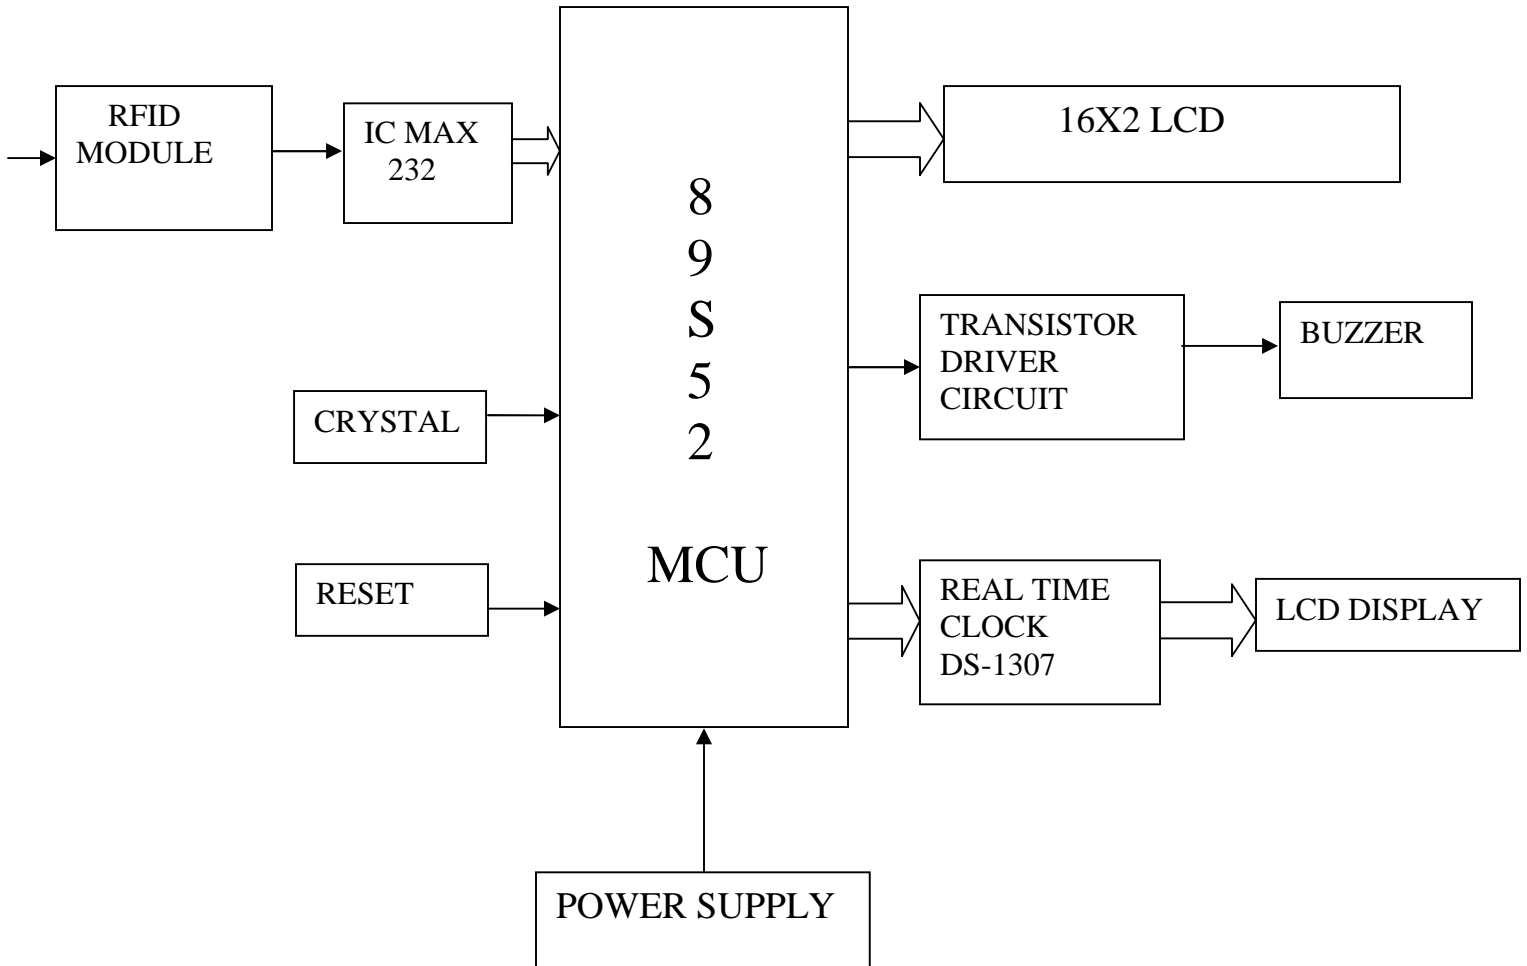 RFID
MODULE
IC MAX
232
8
9
S
5
2
MCU
16X2 LCD
TRANSISTOR
DRIVER
CIRCUIT
BUZZER
CRYSTAL
RESET
REAL TIME
CLOCK
DS-1307
LCD DISPLAY
POWER SUPPLY